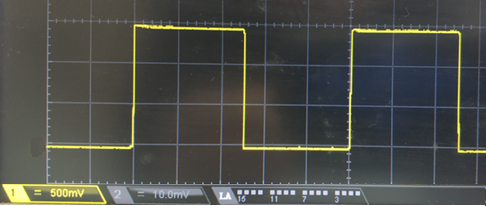 1 = 500mV 2 = 10.0mV LA
15 11 7 3